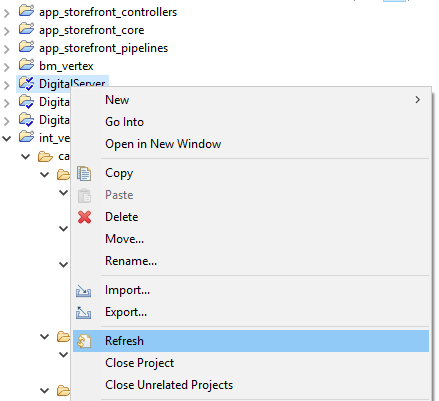 app_storefront_controllers
app_storefront_core
app_storefront_pipelines
bm_vertex
DigitalServer
Digita
Digita
int_ve
ca
New
Go Into
Open in New Window
Copy
Paste
Delete
Move...
Rename...
Import...
Export...
Refresh
Close Project
Close Unrelated Projects